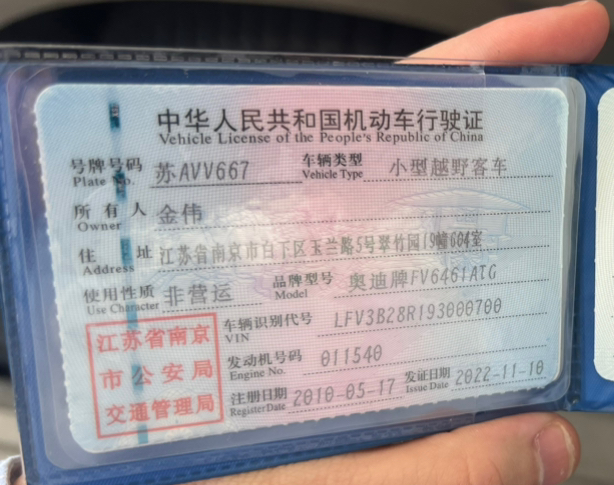 中华人民共和国机动车行驶证
Vehicle License of the People's Republic of China
号牌号码 苏AVV667 车辆类型 小型越野客车
Plate No. Vehicle Type
所有人 金伟
Owner
住址 江苏省南京市白下区玉兰路5号翠竹园19幢604室
Address
使用性质 非营运 品牌型号 奥迪牌FV6461ATG
Use Character Model
江苏省南京
市公安局
交通管理局
车辆识别代号 LFV3B28R193000700
VIN
发动机号码 011540
Engine No.
注册日期 2010-05-17 发证日期 2022-11-10
Register Date Issue Date